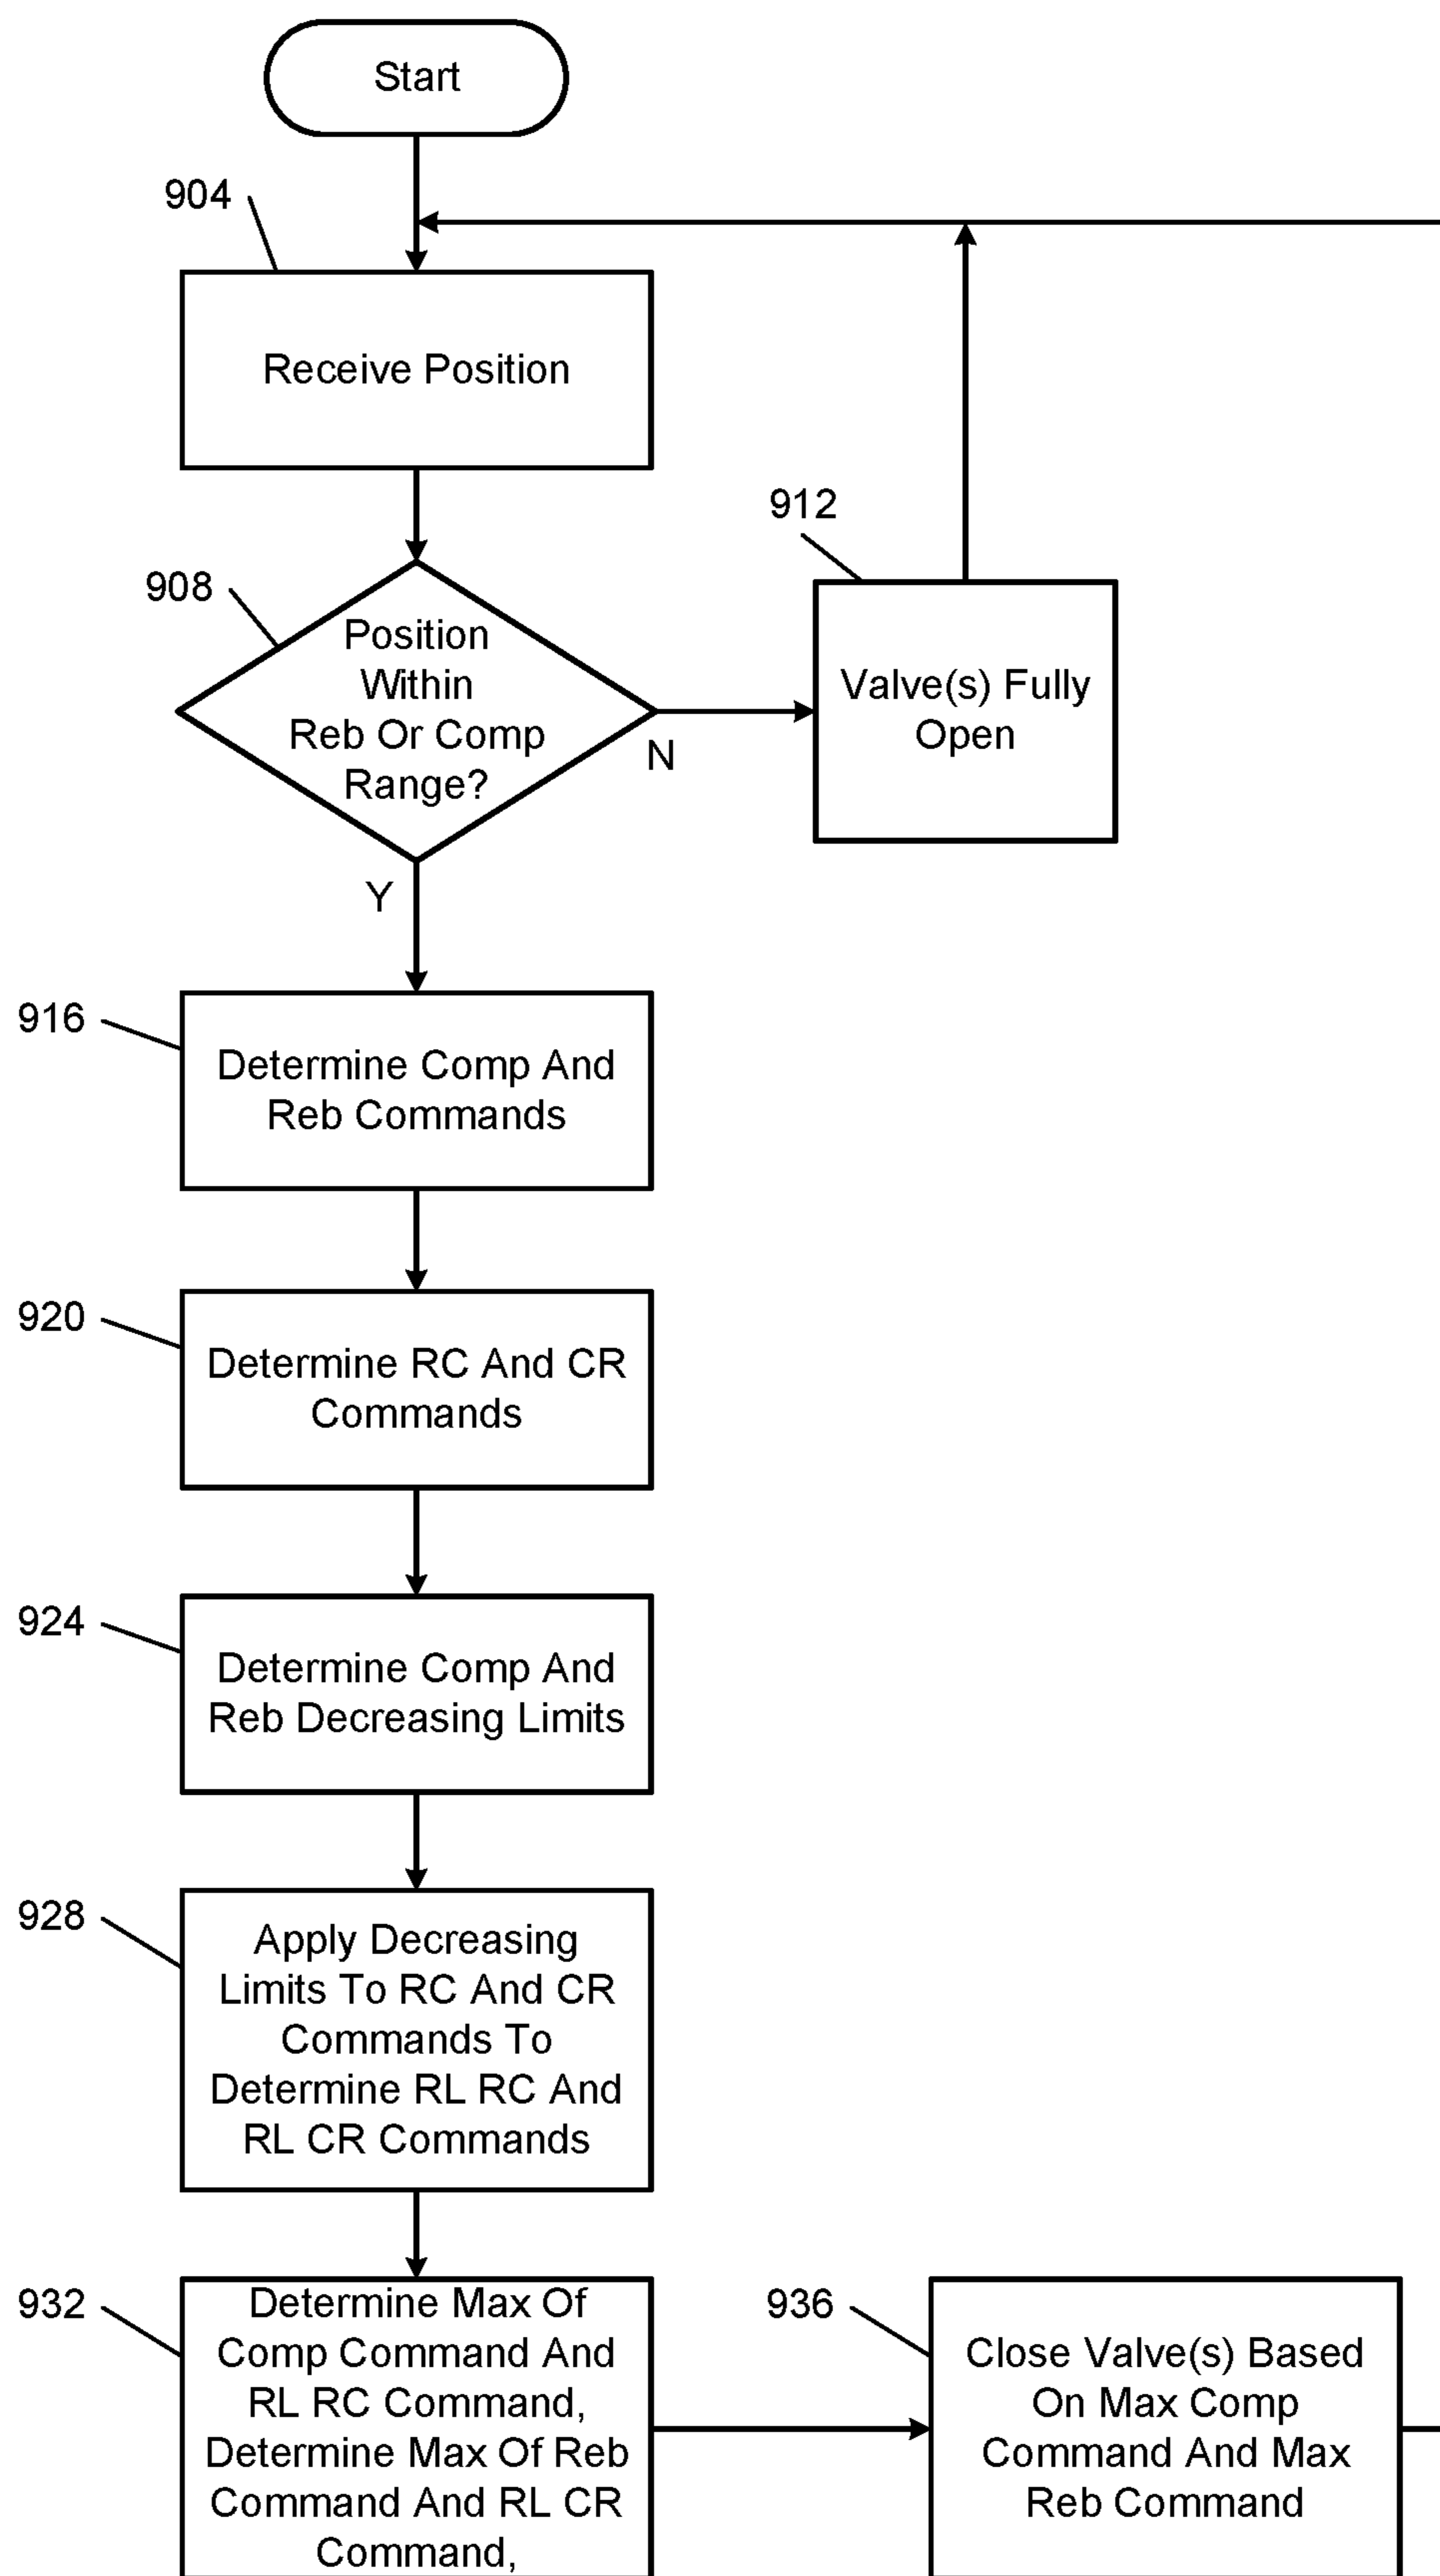 Start
904
Receive Position
908
Position
Within
Reb Or Comp
Range?
N
912
Valve(s) Fully
Open
Y
916
Determine Comp And
Reb Commands
920
Determine RC And CR
Commands
924
Determine Comp And
Reb Decreasing Limits
928
Apply Decreasing
Limits To RC And CR
Commands To
Determine RL RC And
RL CR Commands
932
Determine Max Of
Comp Command And
RL RC Command,
Determine Max Of Reb
Command And RL CR
Command,
936
Close Valve(s) Based
On Max Comp
Command And Max
Reb Command